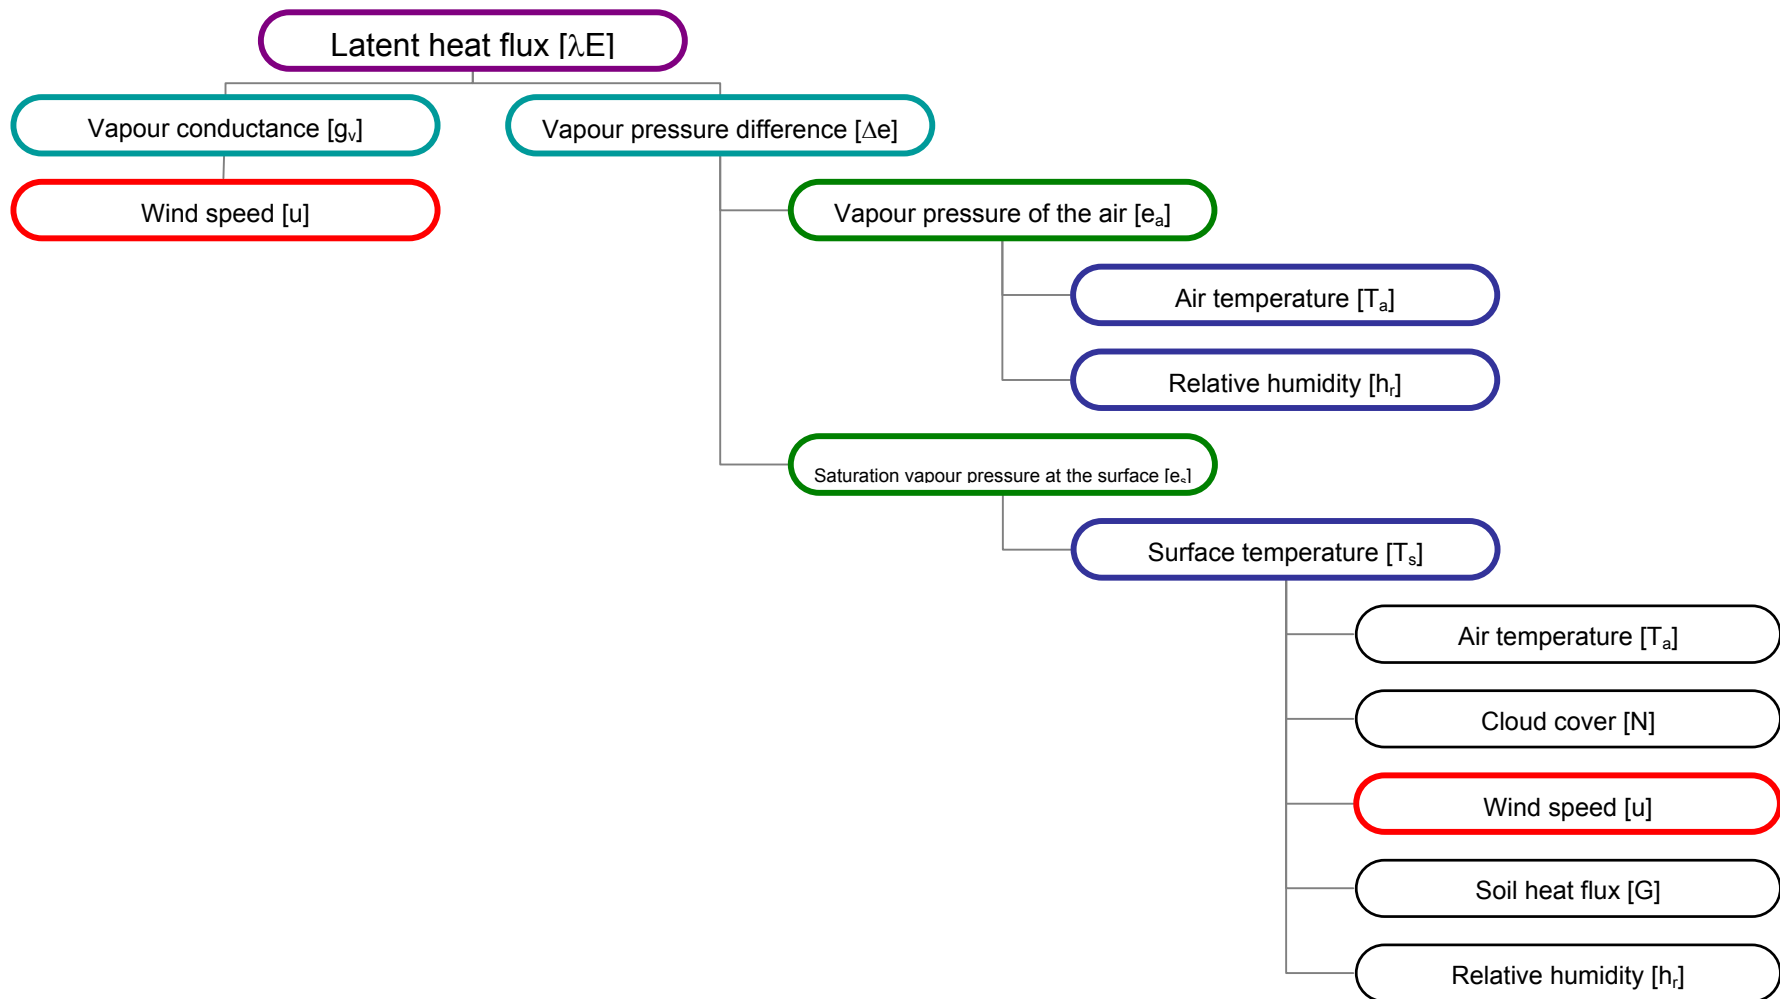 Latent heat flux [λE]
Vapour conductance [gᵥ]
Vapour pressure difference [Δe]
Wind speed [u]
Vapour pressure of the air [eₐ]
Air temperature [Tₐ]
Relative humidity [hᵣ]
Saturation vapour pressure at the surface [eₛ]
Surface temperature [Tₛ]
Air temperature [Tₐ]
Cloud cover [N]
Wind speed [u]
Soil heat flux [G]
Relative humidity [hᵣ]